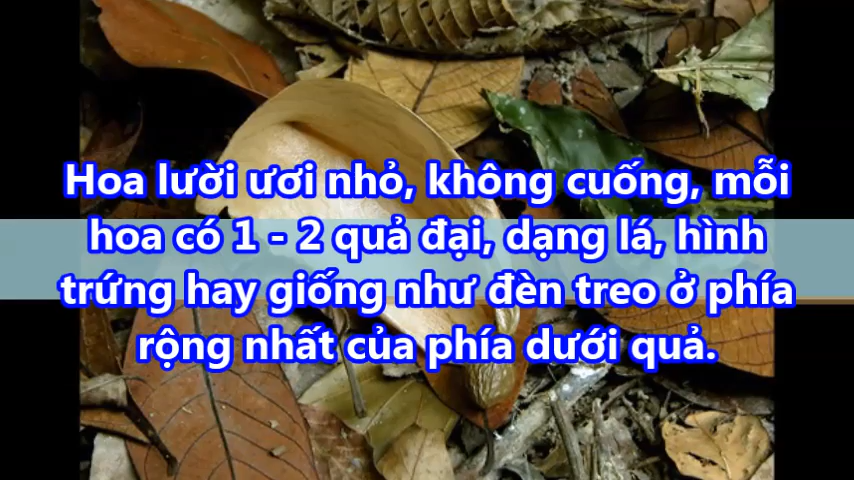 Hoa lười ươi nhỏ, không cuống, mỗi
hoa có 1 - 2 quả đại, dạng lá, hình
trứng hay giống như đèn treo ở phía
rộng nhất của phía dưới quả.